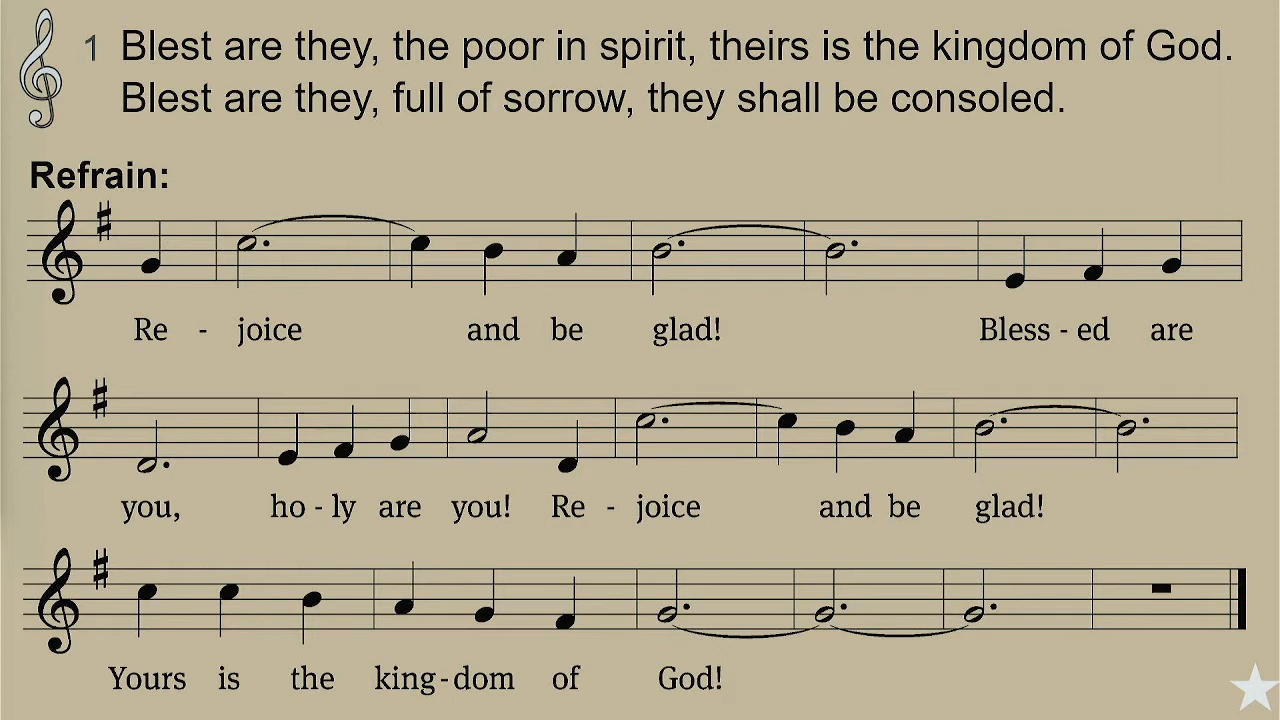 1 Blest are they, the poor in spirit, theirs is the kingdom of God.
Blest are they, full of sorrow, they shall be consoled.
Refrain:
Re - joice and be glad! Bless - ed are
you, ho - ly are you! Re - joice and be glad!
Yours is the king - dom of God!